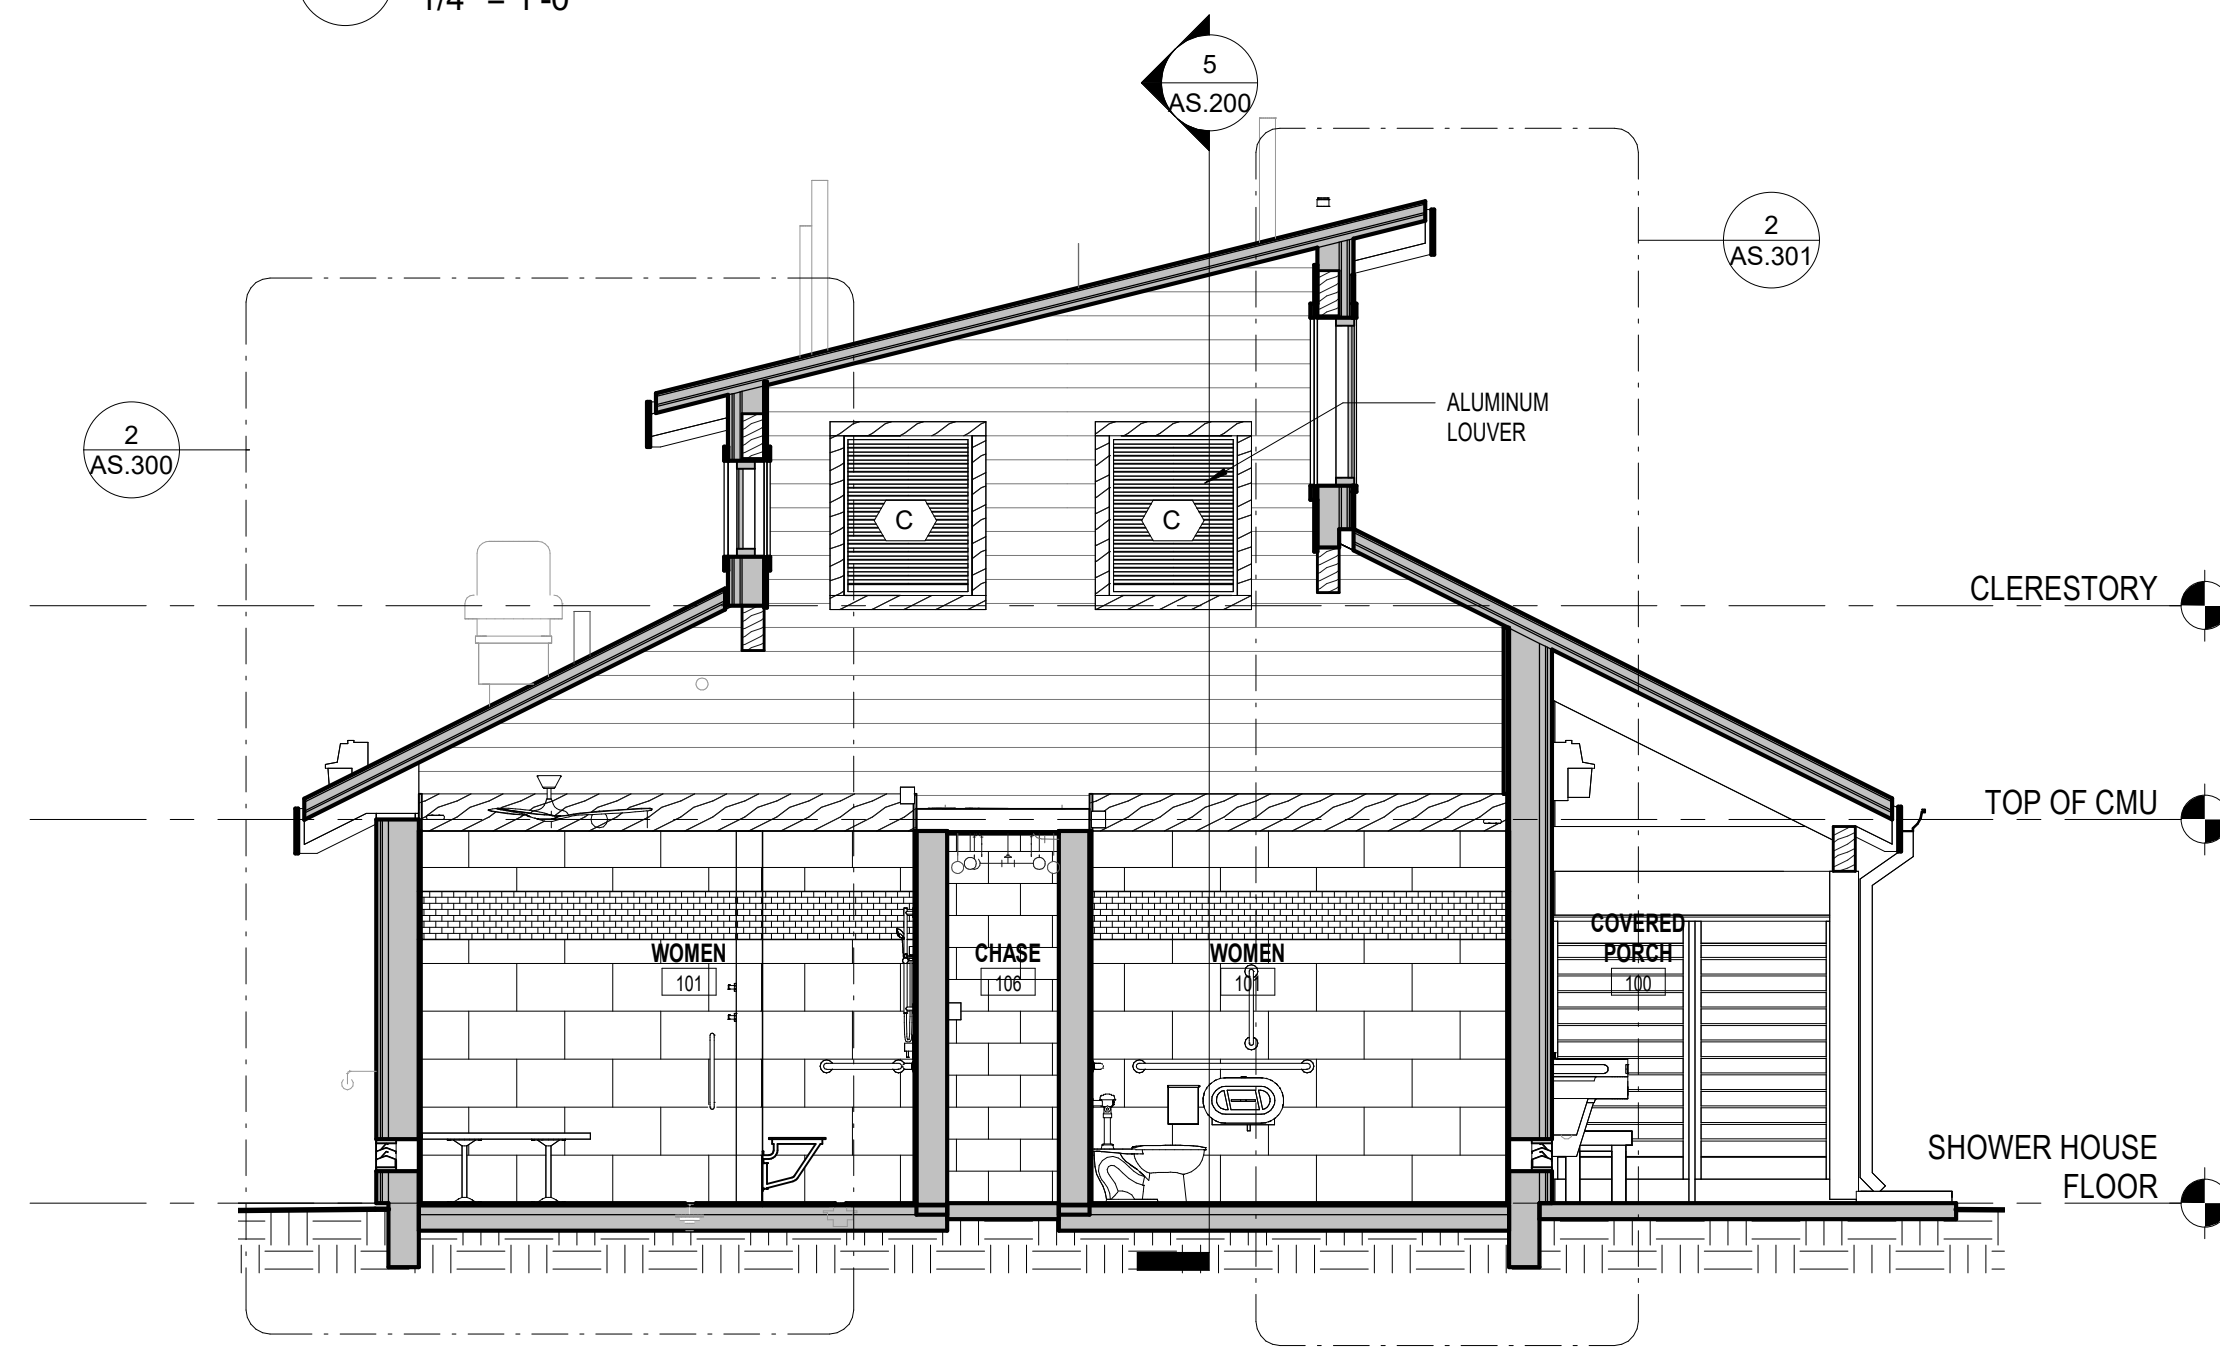 1/4" = 1'-0"
5
AS.200
2
AS.301
ALUMINUM
LOUVER
2
AS.300
C
C
CLERESTORY
TOP OF CMU
COVERED
PORCH
100
WOMEN
101
CHASE
106
WOMEN
101
SHOWER HOUSE
FLOOR